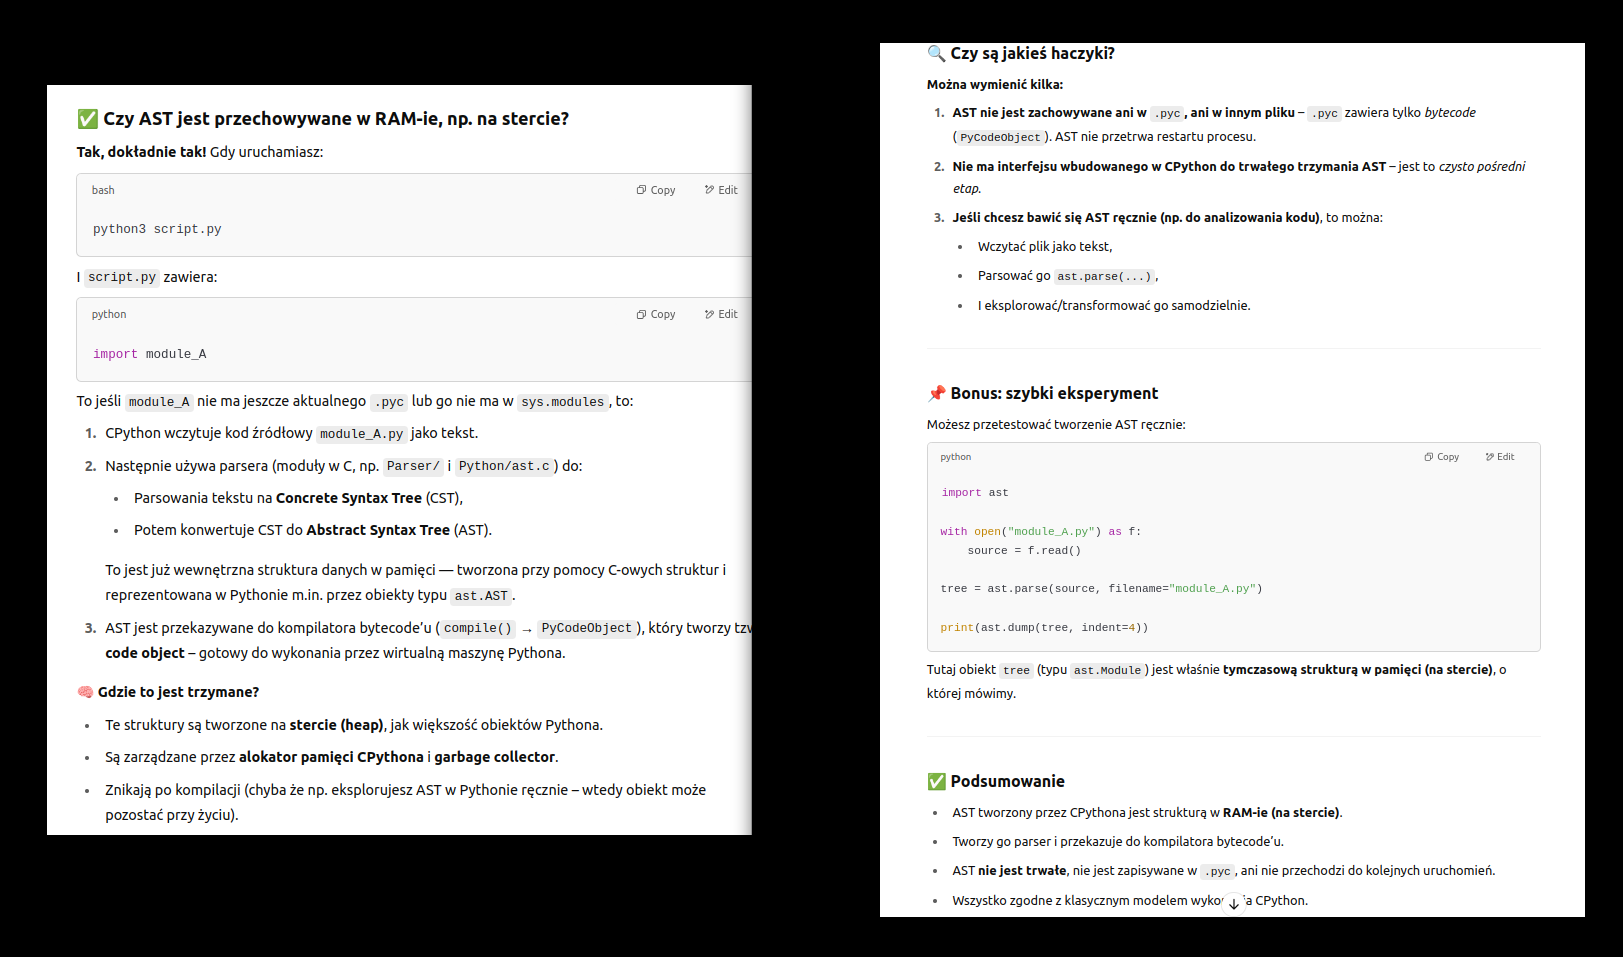 ✅ Czy AST jest przechowywane w RAM-ie, np. na stercie?
Tak, dokładnie tak! Gdy uruchamiasz:
bash Copy Edit
python3 script.py
I script.py zawiera:
python Copy Edit
import module_A
To jeśli module_A nie ma jeszcze aktualnego .pyc lub go nie ma w sys.modules, to:
1. CPython wczytuje kod źródłowy module_A.py jako tekst.
2. Następnie używa parsera (moduły w C, np. Parser/ i Python/ast.c) do:
• Parsowania tekstu na Concrete Syntax Tree (CST),
• Potem konwertuje CST do Abstract Syntax Tree (AST).
To jest już wewnętrzna struktura danych w pamięci — tworzona przy pomocy C-owych struktur i
reprezentowana w Pythonie m.in. przez obiekty typu ast.AST.
3. AST jest przekazywane do kompilatora bytecode’u (compile() → PyCodeObject), który tworzy tzw
code object – gotowy do wykonania przez wirtualną maszynę Pythona.
🧠 Gdzie to jest trzymane?
• Te struktury są tworzone na stercie (heap), jak większość obiektów Pythona.
• Są zarządzane przez alokator pamięci CPythona i garbage collector.
• Znikają po kompilacji (chyba że np. eksplorujesz AST w Pythonie ręcznie – wtedy obiekt może
pozostać przy życiu).
🔍 Czy są jakieś haczyki?
Można wymienić kilka:
1. AST nie jest zachowywane ani w .pyc, ani w innym pliku – .pyc zawiera tylko bytecode
(PyCodeObject). AST nie przetrwa restartu procesu.
2. Nie ma interfejsu wbudowanego w CPython do trwałego trzymania AST – jest to czysto pośredni
etap.
3. Jeśli chcesz bawić się AST ręcznie (np. do analizowania kodu), to można:
• Wczytać plik jako tekst,
• Parsować go ast.parse(...),
• I eksplorować/transformować go samodzielnie.
📌 Bonus: szybki eksperyment
Możesz przetestować tworzenie AST ręcznie:
python Copy Edit
import ast
with open("module_A.py") as f:
    source = f.read()
tree = ast.parse(source, filename="module_A.py")
print(ast.dump(tree, indent=4))
Tutaj obiekt tree (typu ast.Module) jest właśnie tymczasową strukturą w pamięci (na stercie), o
której mówimy.
✅ Podsumowanie
• AST tworzony przez CPythona jest strukturą w RAM-ie (na stercie).
• Tworzy go parser i przekazuje do kompilatora bytecode’u.
• AST nie jest trwałe, nie jest zapisywane w .pyc, ani nie przechodzi do kolejnych uruchomień.
• Wszystko zgodne z klasycznym modelem CPython.